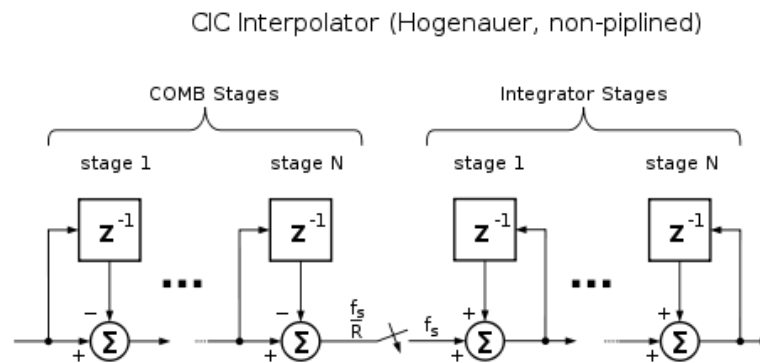 CIC Interpolator (Hogenauer, non-piplined)
COMB Stages
Integrator Stages
stage 1
stage N
stage 1
stage N
z⁻¹
z⁻¹
z⁻¹
z⁻¹
− − + +
fs/R
fs
Σ Σ Σ Σ
+ + + +